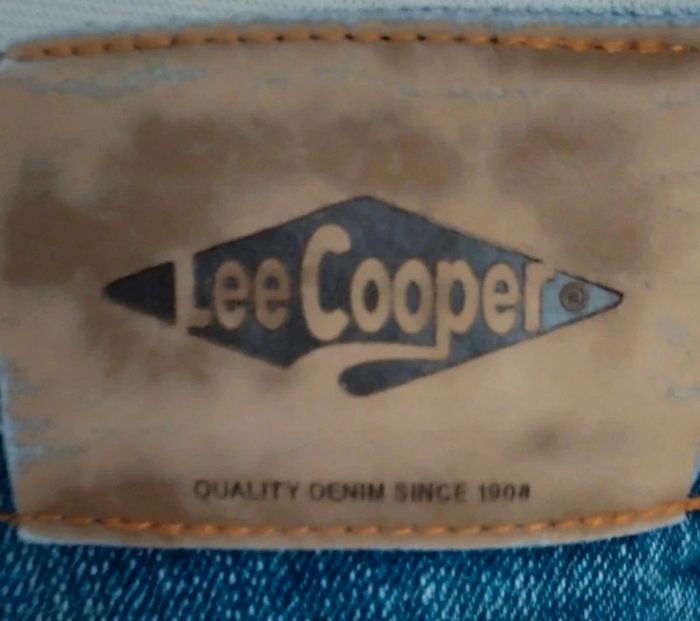 Lee Cooper ®
QUALITY DENIM SINCE 1908